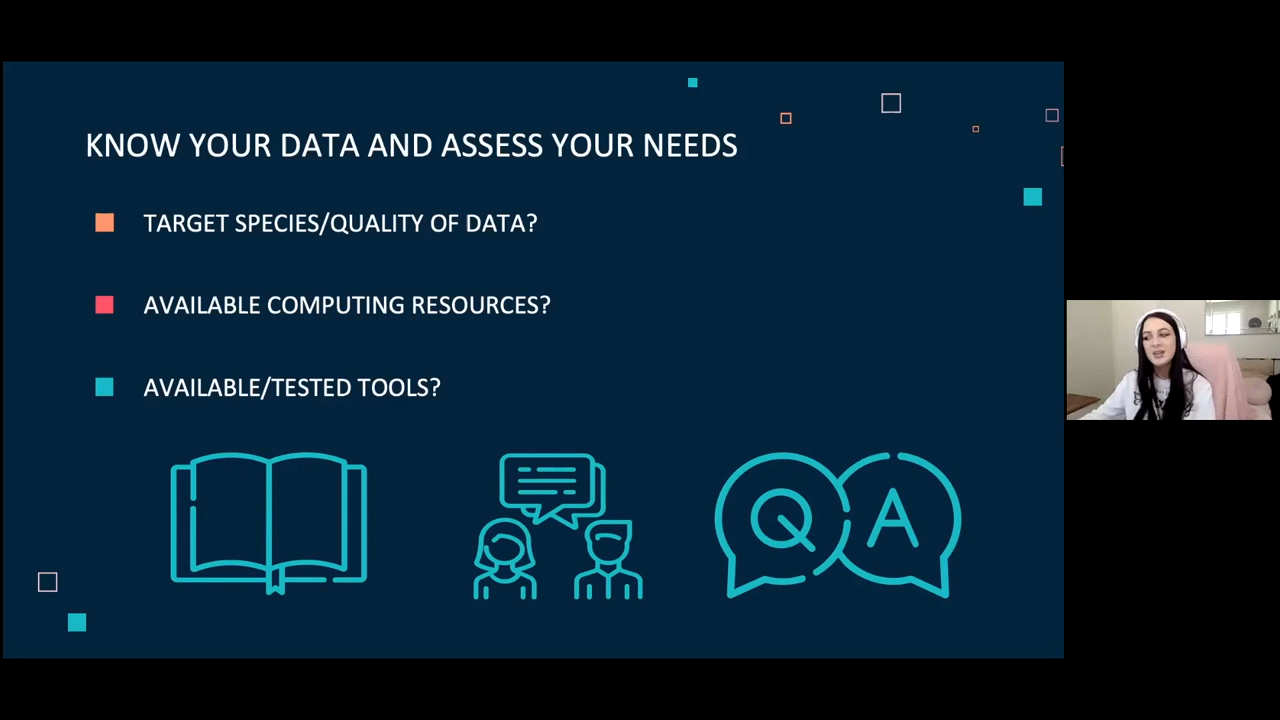 KNOW YOUR DATA AND ASSESS YOUR NEEDS
TARGET SPECIES/QUALITY OF DATA?
AVAILABLE COMPUTING RESOURCES?
AVAILABLE/TESTED TOOLS?
Q A